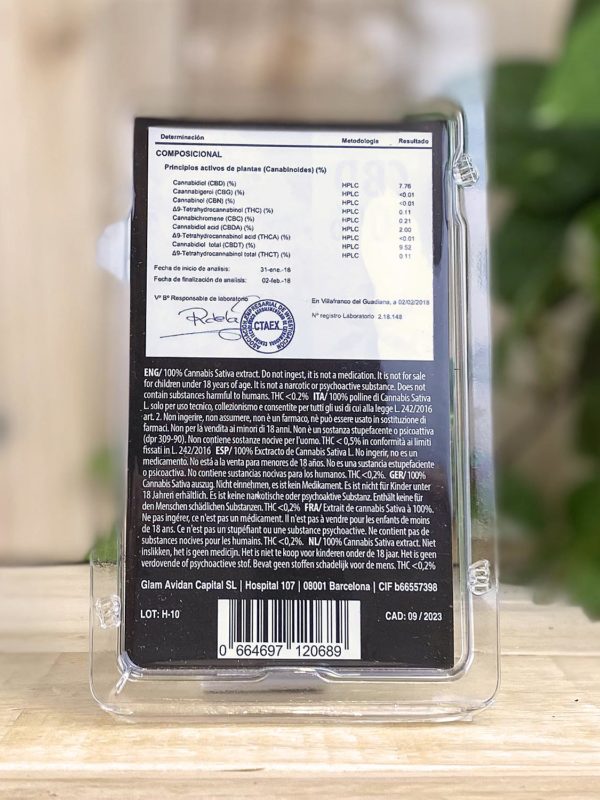 Determinación Metodología Resultado
COMPOSICIONAL
Principios activos de plantas (Canabinoides) (%)
Cannabidiol (CBD) (%) HPLC 7.76
Caannabigerol (CBG) (%) HPLC <0.01
Cannabinol (CBN) (%) HPLC <0.01
Δ9-Tetrahydrocannabinol (THC) (%) HPLC 0.11
Cannabichromene (CBC) (%) HPLC 0.21
Cannabidiol acid (CBDA) (%) HPLC 2.00
Δ9-Tetrahydrocannabinol acid (THCA) (%) HPLC <0.01
Cannabidiol total (CBDT) (%) HPLC 9.52
Δ9-Tetrahydrocannabinol total (THCT) (%) HPLC 0.11
Fecha de inicio de analisis: 31-ene.-18
Fecha de finalización de analisis: 02-feb.-18
Vº Bº Responsable de laboratorio
En Villafranco del Guadiana, a 02/02/2018
Nº registro Laboratorio 2.18.148
CTAEX
ENG/ 100% Cannabis Sativa extract. Do not ingest, it is not a medication. It is not for sale
for children under 18 years of age. It is not a narcotic or psychoactive substance. Does not
contain substances harmful to humans. THC <0.2% ITA/ 100% polline di Cannabis Sativa
L. solo per uso tecnico, collezionismo e consentite per tutti gli usi di cui alla legge L. 242/2016
art. 2. Non ingerire, non assumere, non è un farmaco, nè può essere usato in sostituzione di
farmaci. Non per lá vendita ai minori di 18 anni. Non è un sostanza stupefacente o psicoattiva
(dpr 309-90). Non contiene sostanze nocive per l'uomo. THC < 0,5% in conformità ai limiti
fissati in L. 242/2016 ESP/ 100% Exctracto de Cannabis Sativa L. No ingerir, no es un
medicamento. No está a la venta para menores de 18 años. No es una sustancia estupefaciente
o psicoactiva. No contiene sustancias nocivas para los humanos. THC <0,2%. GER/ 100%
Cannabis Sativa auszug. Nicht einnehmen, es ist kein Medikament. Es ist nicht für Kinder unter
18 Jahren erhältlich. Es ist keine narkotische oder psychoaktive Substanz. Enthält keine für
den Menschen schädlichen Substanzen. THC <0,2% FRA/ Extrait de cannabis Sativa à 100%.
Ne pas ingérer, ce n'est pas un médicament. Il n'est pas à vendre pour les enfants de moins
de 18 ans. Ce n'est pas un stupéfiant ou une substance psychoactive. Ne contient pas de
substances nocives pour les humains. THC <0,2%. NL/ 100% Cannabis Sativa extract. Niet
inslikken, het is geen medicijn. Het is niet te koop voor kinderen onder de 18 jaar. Het is geen
verdovende of psychoactieve stof. Bevat geen stoffen schadelijk voor de mens. THC <0,2%
Glam Avidan Capital SL | Hospital 107 | 08001 Barcelona | CIF b66557398
LOT: H-10 CAD: 09 / 2023
0 664697 120689